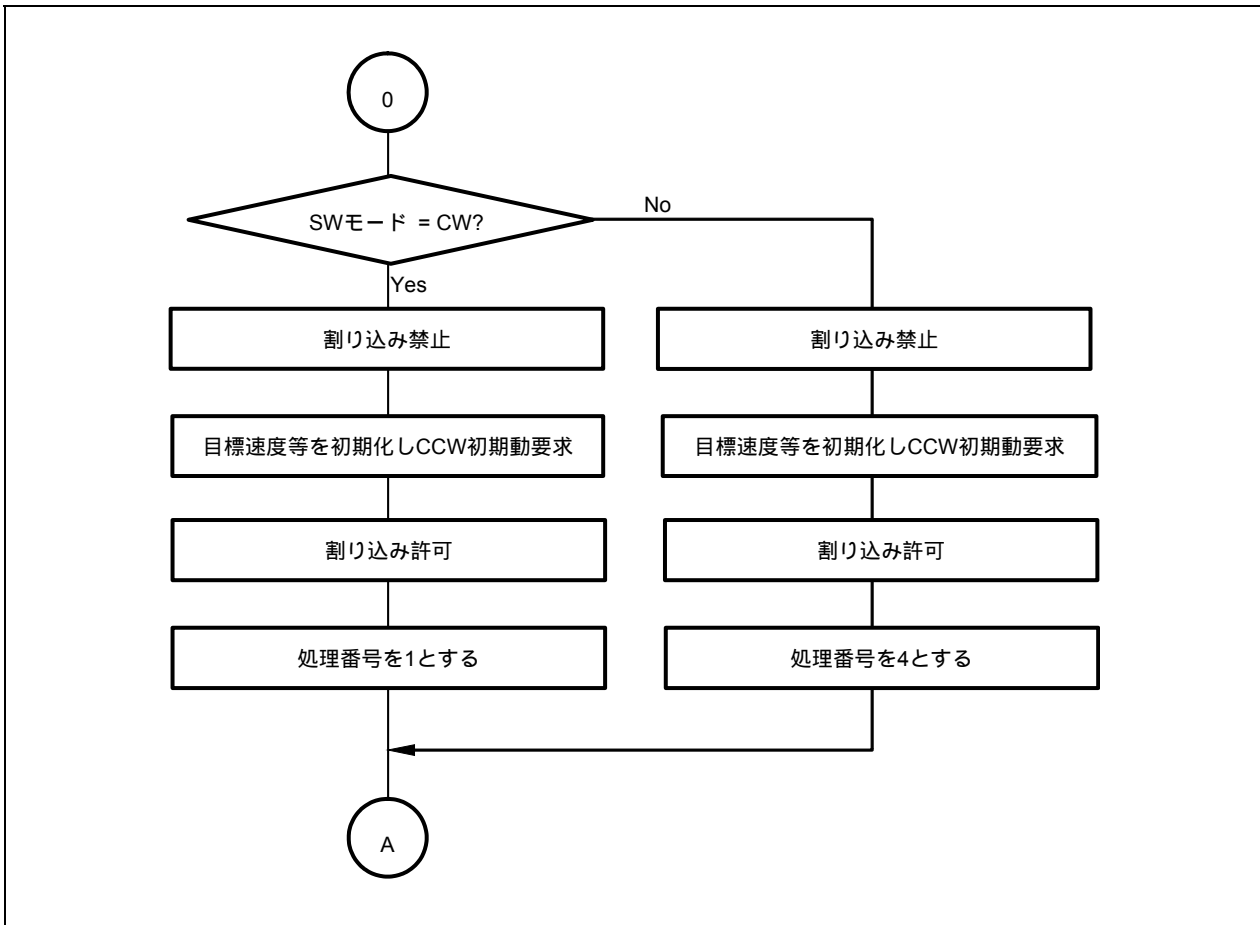 0
SWモード = CW?
No
Yes
割り込み禁止
割り込み禁止
目標速度等を初期化しCCW初期動要求
目標速度等を初期化しCCW初期動要求
割り込み許可
割り込み許可
処理番号を1とする
処理番号を4とする
A